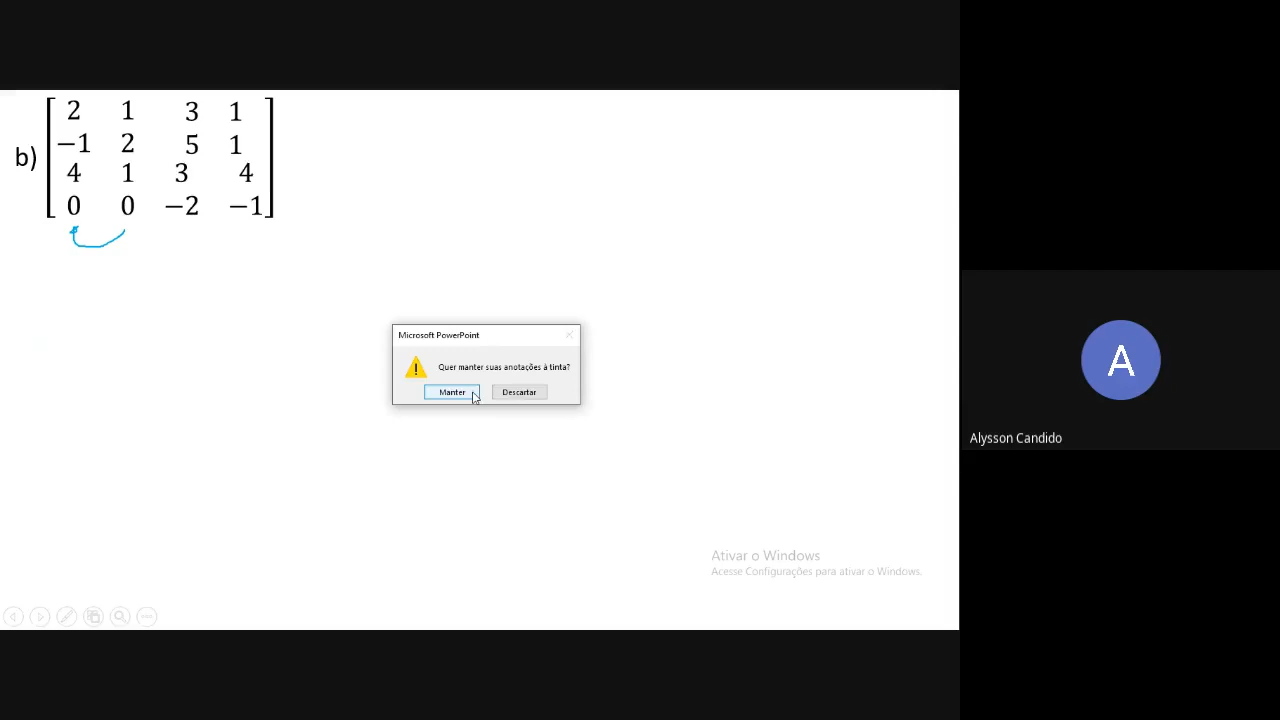 b)
2 1 3 1
−1 2 5 1
4 1 3 4
0 0 −2 −1
Microsoft PowerPoint
Quer manter suas anotações à tinta?
Manter
Descartar
A
Alysson Candido
Ativar o Windows
Acesse Configurações para ativar o Windows.